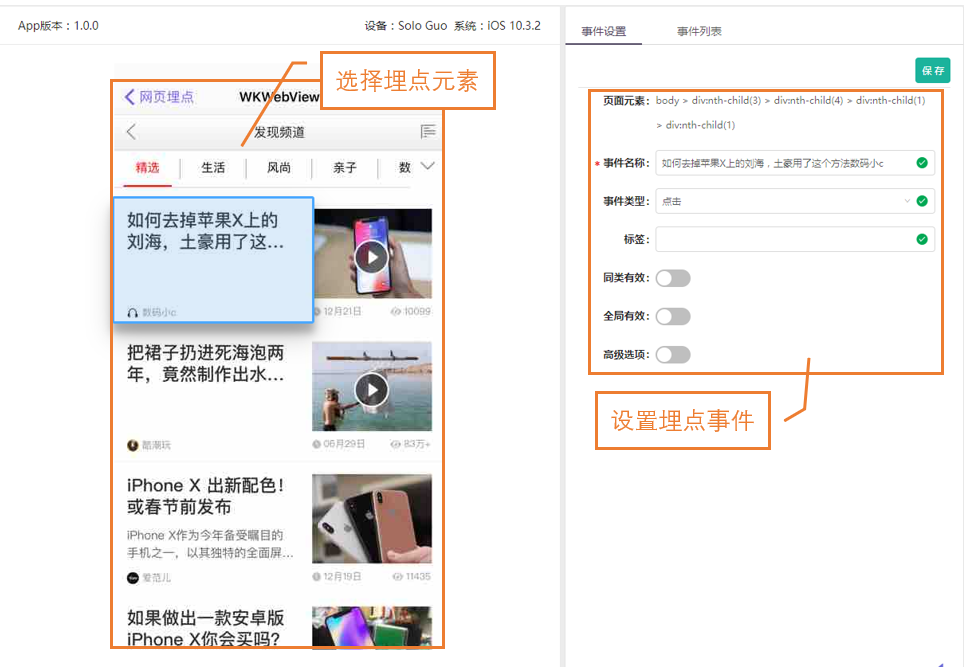 App版本：1.0.0
设备：Solo Guo 系统：iOS 10.3.2
选择埋点元素
网页埋点
WKWebView
发现频道
精选 生活 风尚 亲子 数
如何去掉苹果X上的
刘海，土豪用了这...
数码小c
12月21日 10099
把裙子扔进死海泡两
年，竟然制作出水...
酷潮玩
06月29日 83万+
iPhone X 出新配色！
或春节前发布
iPhone X作为今年备受瞩目的
手机之一，以其独特的全面屏...
爱范儿
12月19日 11435
如果做出一款安卓版
iPhone X你会买吗？
事件设置 事件列表
保存
页面元素：body > div:nth-child(3) > div:nth-child(4) > div:nth-child(1)
> div:nth-child(1)
* 事件名称：如何去掉苹果X上的刘海，土豪用了这个方法数码小c
事件类型：点击
标签：
同类有效：
全局有效：
高级选项：
设置埋点事件